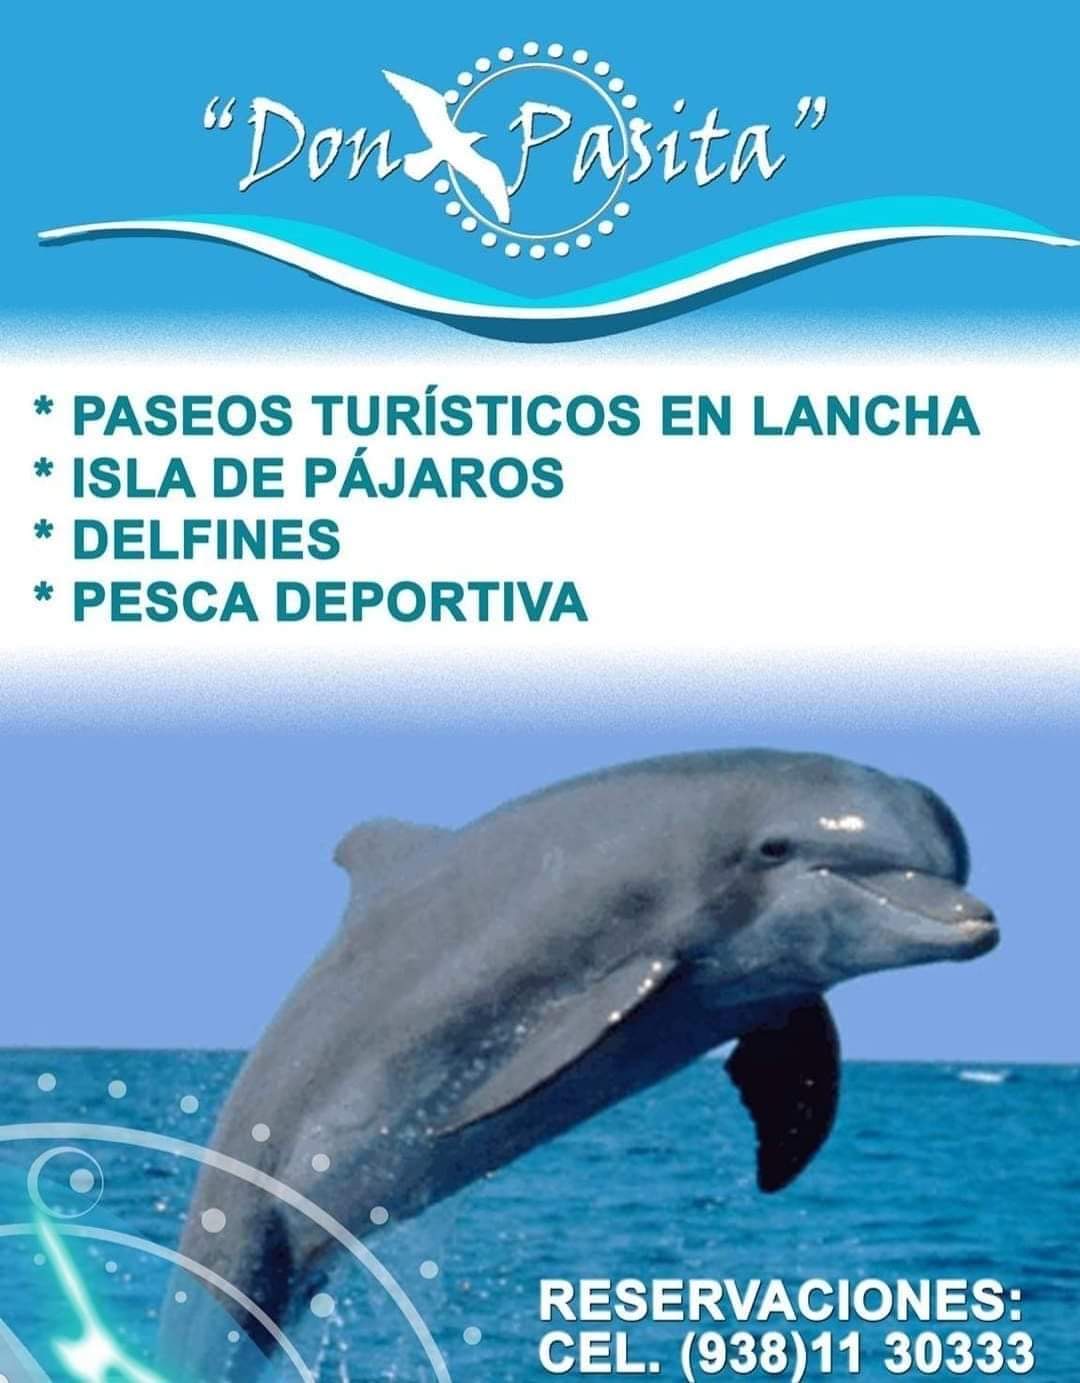 "Don Pasita"
* PASEOS TURÍSTICOS EN LANCHA
* ISLA DE PÁJAROS
* DELFINES
* PESCA DEPORTIVA
RESERVACIONES:
CEL. (938)11 30333